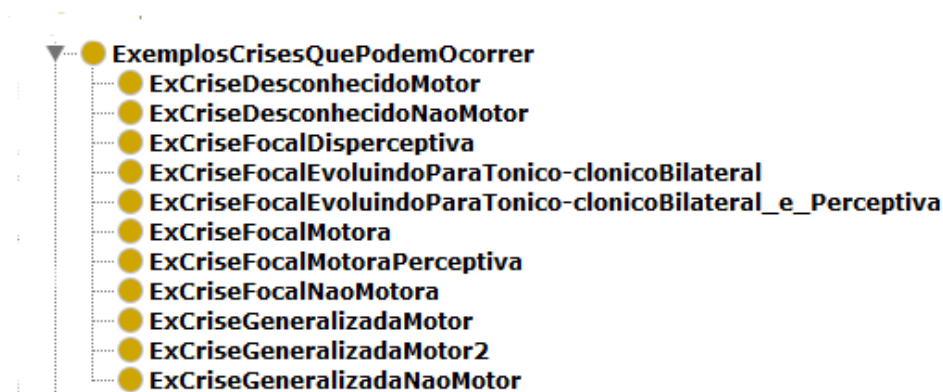 ExemplosCrisesQuePodemOcorrer
ExCriseDesconhecidoMotor
ExCriseDesconhecidoNaoMotor
ExCriseFocalDisperceptiva
ExCriseFocalEvoluindoParaTonico-clonicoBilateral
ExCriseFocalEvoluindoParaTonico-clonicoBilateral_e_Perceptiva
ExCriseFocalMotora
ExCriseFocalMotoraPerceptiva
ExCriseFocalNaoMotora
ExCriseGeneralizadaMotor
ExCriseGeneralizadaMotor2
ExCriseGeneralizadaNaoMotor